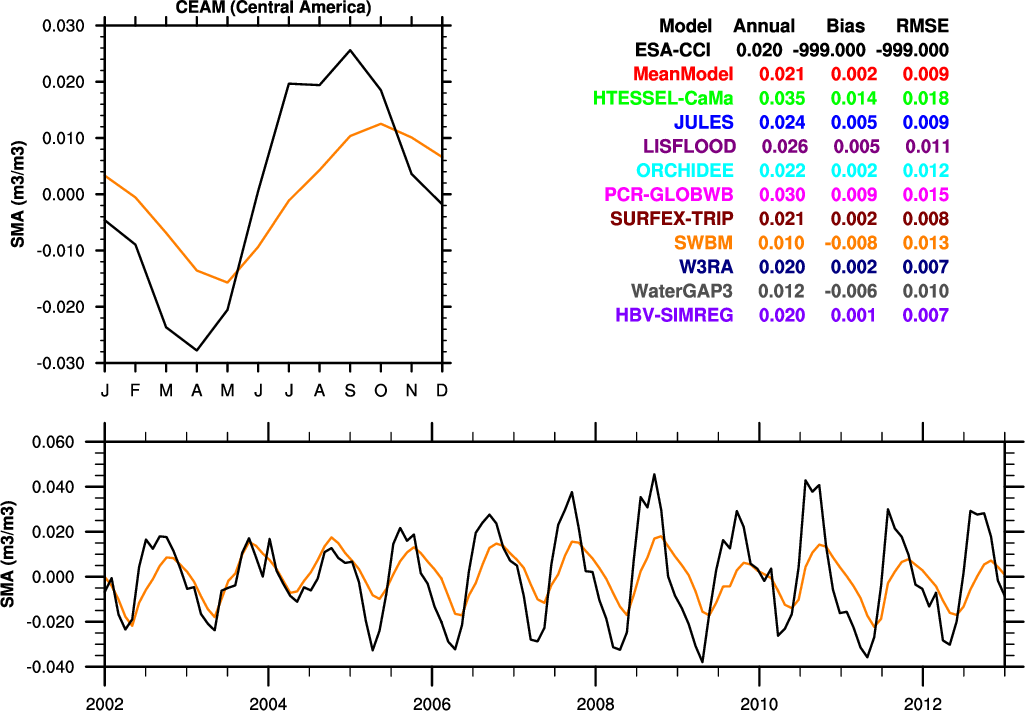 CEAM (Central America)
0.030
0.020
0.010
0.000
-0.010
-0.020
-0.030
SMA (m3/m3)
J F M A M J J A S O N D
Model Annual Bias RMSE
ESA-CCI 0.020 -999.000 -999.000
MeanModel 0.021 0.002 0.009
HTESSEL-CaMa 0.035 0.014 0.018
JULES 0.024 0.005 0.009
LISFLOOD 0.026 0.005 0.011
ORCHIDEE 0.022 0.002 0.012
PCR-GLOBWB 0.030 0.009 0.015
SURFEX-TRIP 0.021 0.002 0.008
SWBM 0.010 -0.008 0.013
W3RA 0.020 0.002 0.007
WaterGAP3 0.012 -0.006 0.010
HBV-SIMREG 0.020 0.001 0.007
0.060
0.040
0.020
0.000
-0.020
-0.040
SMA (m3/m3)
2002 2004 2006 2008 2010 2012